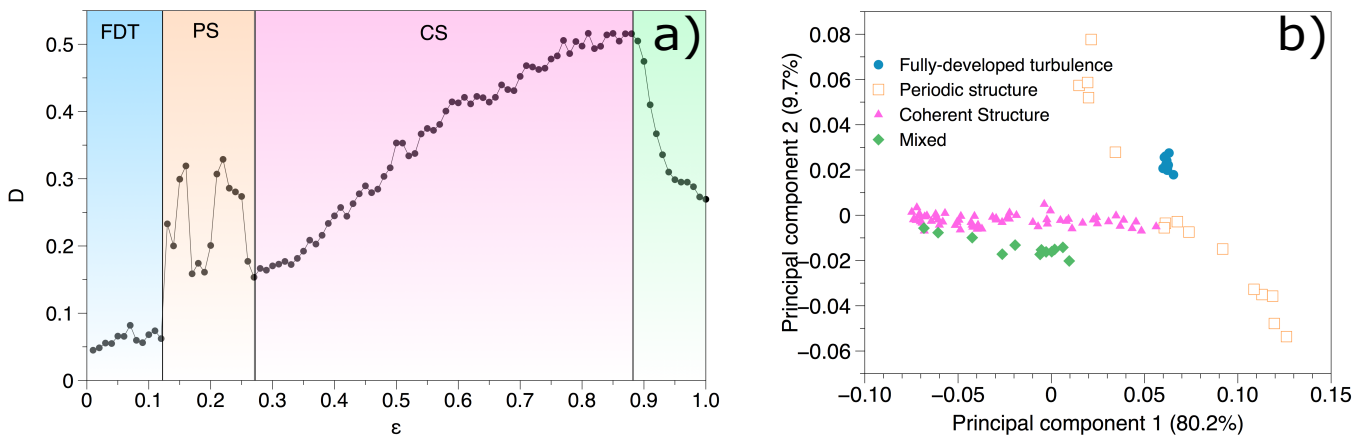 FDT
PS
CS
a)
0.5
0.4
0.3
0.2
0.1
0
D
0 0.1 0.2 0.3 0.4 0.5 0.6 0.7 0.8 0.9 1.0
ε
b)
Fully-developed turbulence
Periodic structure
Coherent Structure
Mixed
0.08
0.06
0.04
0.02
0
−0.02
−0.04
−0.06
Principal component 2 (9.7%)
−0.10 −0.05 0 0.05 0.10 0.15
Principal component 1 (80.2%)